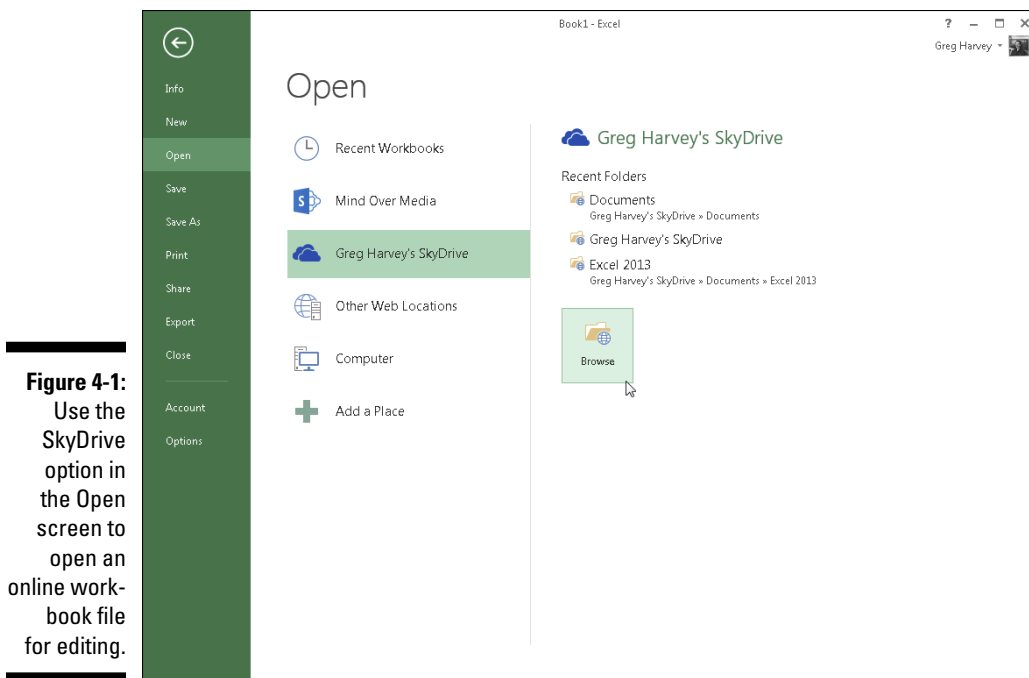 Book1 - Excel
?
Greg Harvey
Info
New
Open
Save
Save As
Print
Share
Export
Close
Account
Options
Open
Recent Workbooks
Mind Over Media
Greg Harvey's SkyDrive
Other Web Locations
Computer
Add a Place
Greg Harvey's SkyDrive
Recent Folders
Documents
Greg Harvey's SkyDrive » Documents
Greg Harvey's SkyDrive
Excel 2013
Greg Harvey's SkyDrive » Documents » Excel 2013
Browse
Figure 4-1:
Use the
SkyDrive
option in
the Open
screen to
open an
online work-
book file
for editing.